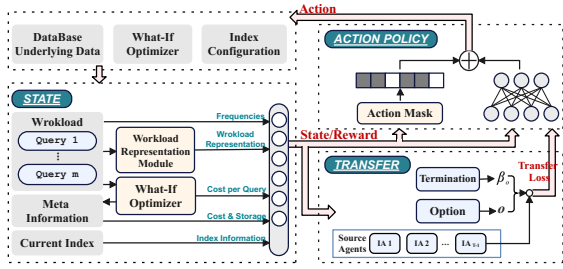 Action
DataBase
Underlying Data
What-If
Optimizer
Index
Configuration
ACTION POLICY
Action Mask
STATE
Wrokload
Query 1
⋮
Query m
Workload
Representation
Module
What-If
Optimizer
Meta
Information
Current Index
Frequencies
Wrokload
Representation
Cost per Query
Cost & Storage
Index Information
State/Reward
TRANSFER
Transfer
Loss
Termination
βo
Option
o
Source
Agents
IA 1
IA 2
...
IA T-1